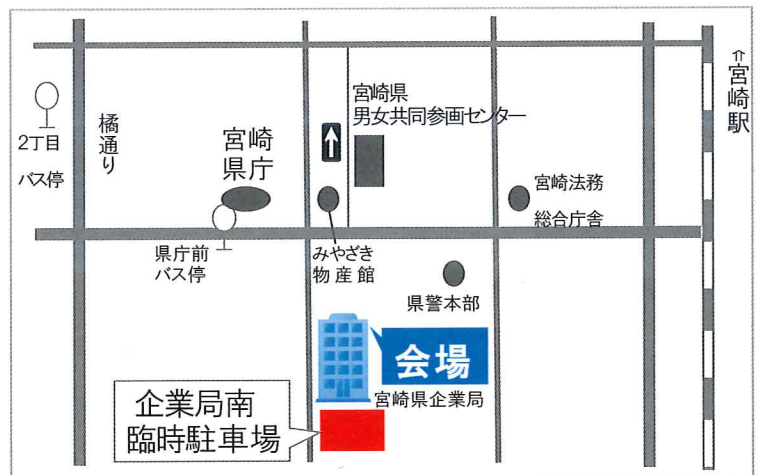 ⇧宮崎駅
宮崎県
男女共同参画センター
2丁目
バス停
橘通り
宮崎
県庁
宮崎法務
総合庁舎
県庁前
バス停
みやざき
物産館
県警本部
会場
宮崎県企業局
企業局南
臨時駐車場